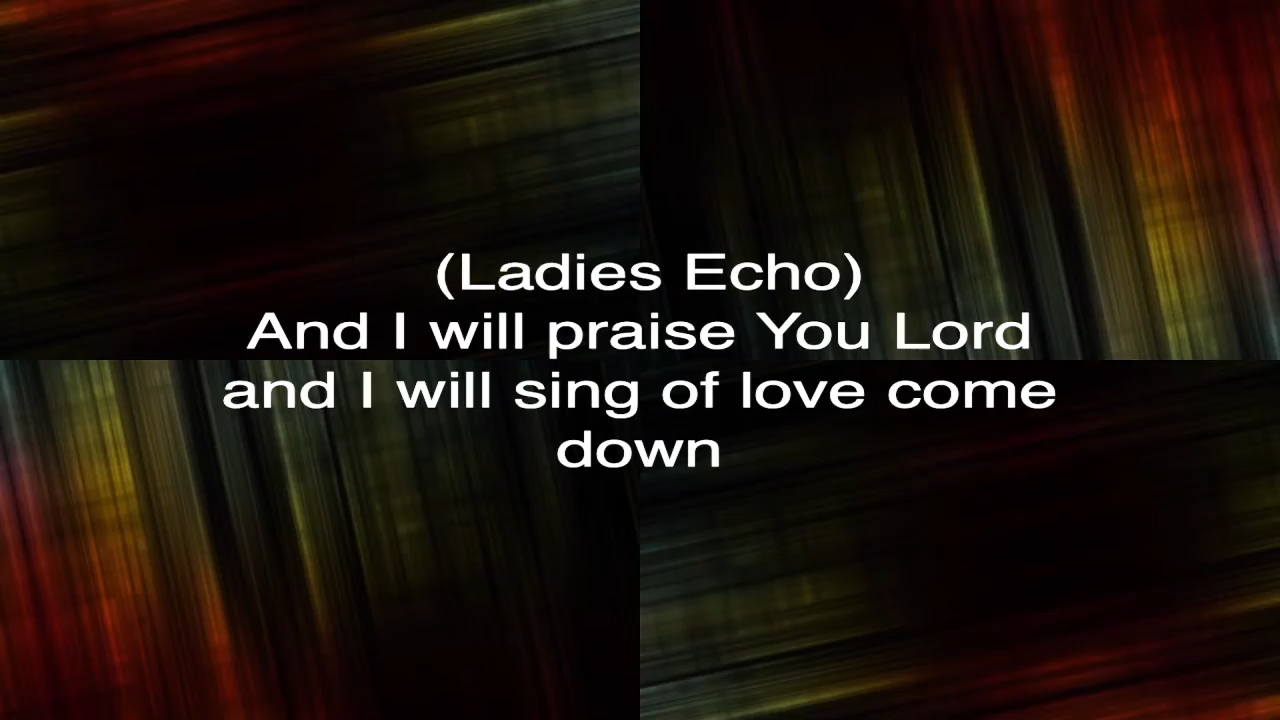 (Ladies Echo)
And I will praise You Lord
and I will sing of love come
down